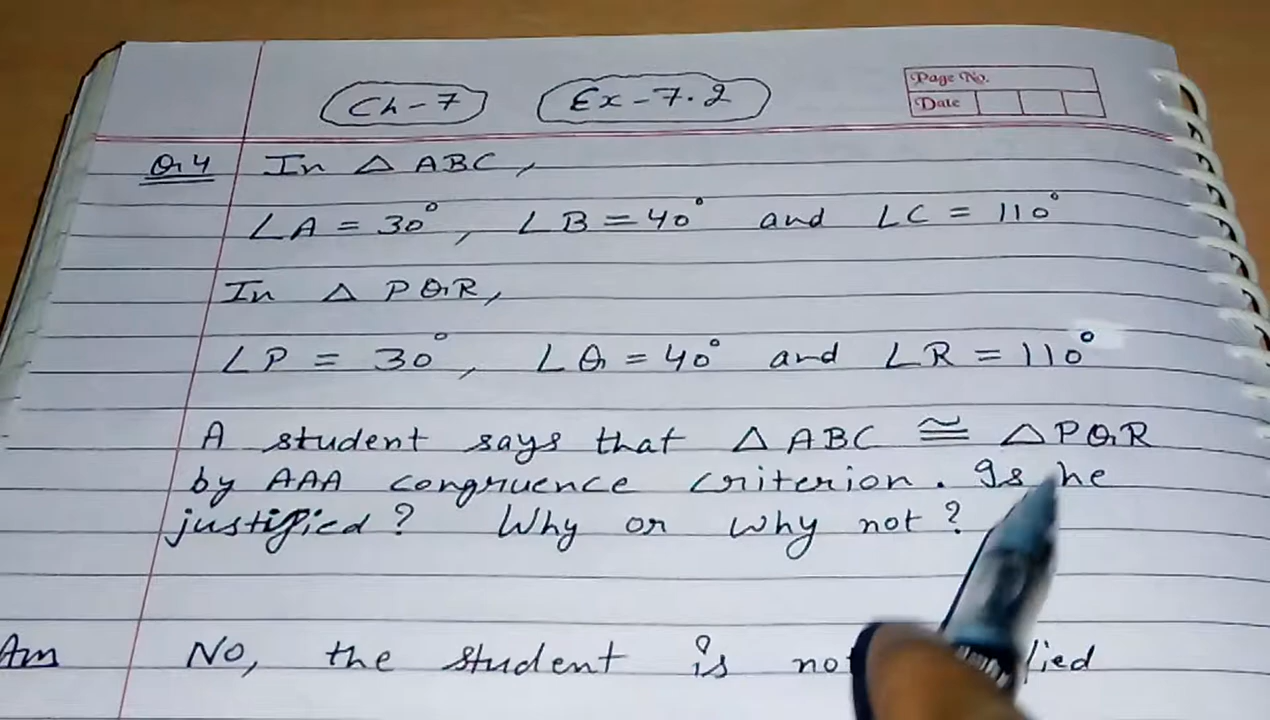 Ch-7 Ex-7.2
Page No.
Date
Q4 In △ ABC,
∠A = 30°, ∠B = 40° and ∠C = 110°
In △ PQR,
∠P = 30°, ∠Q = 40° and ∠R = 110°
A student says that △ABC ≅ △PQR
by AAA congruence criterion. Is he
justified? Why or why not?
Ans No, the student is